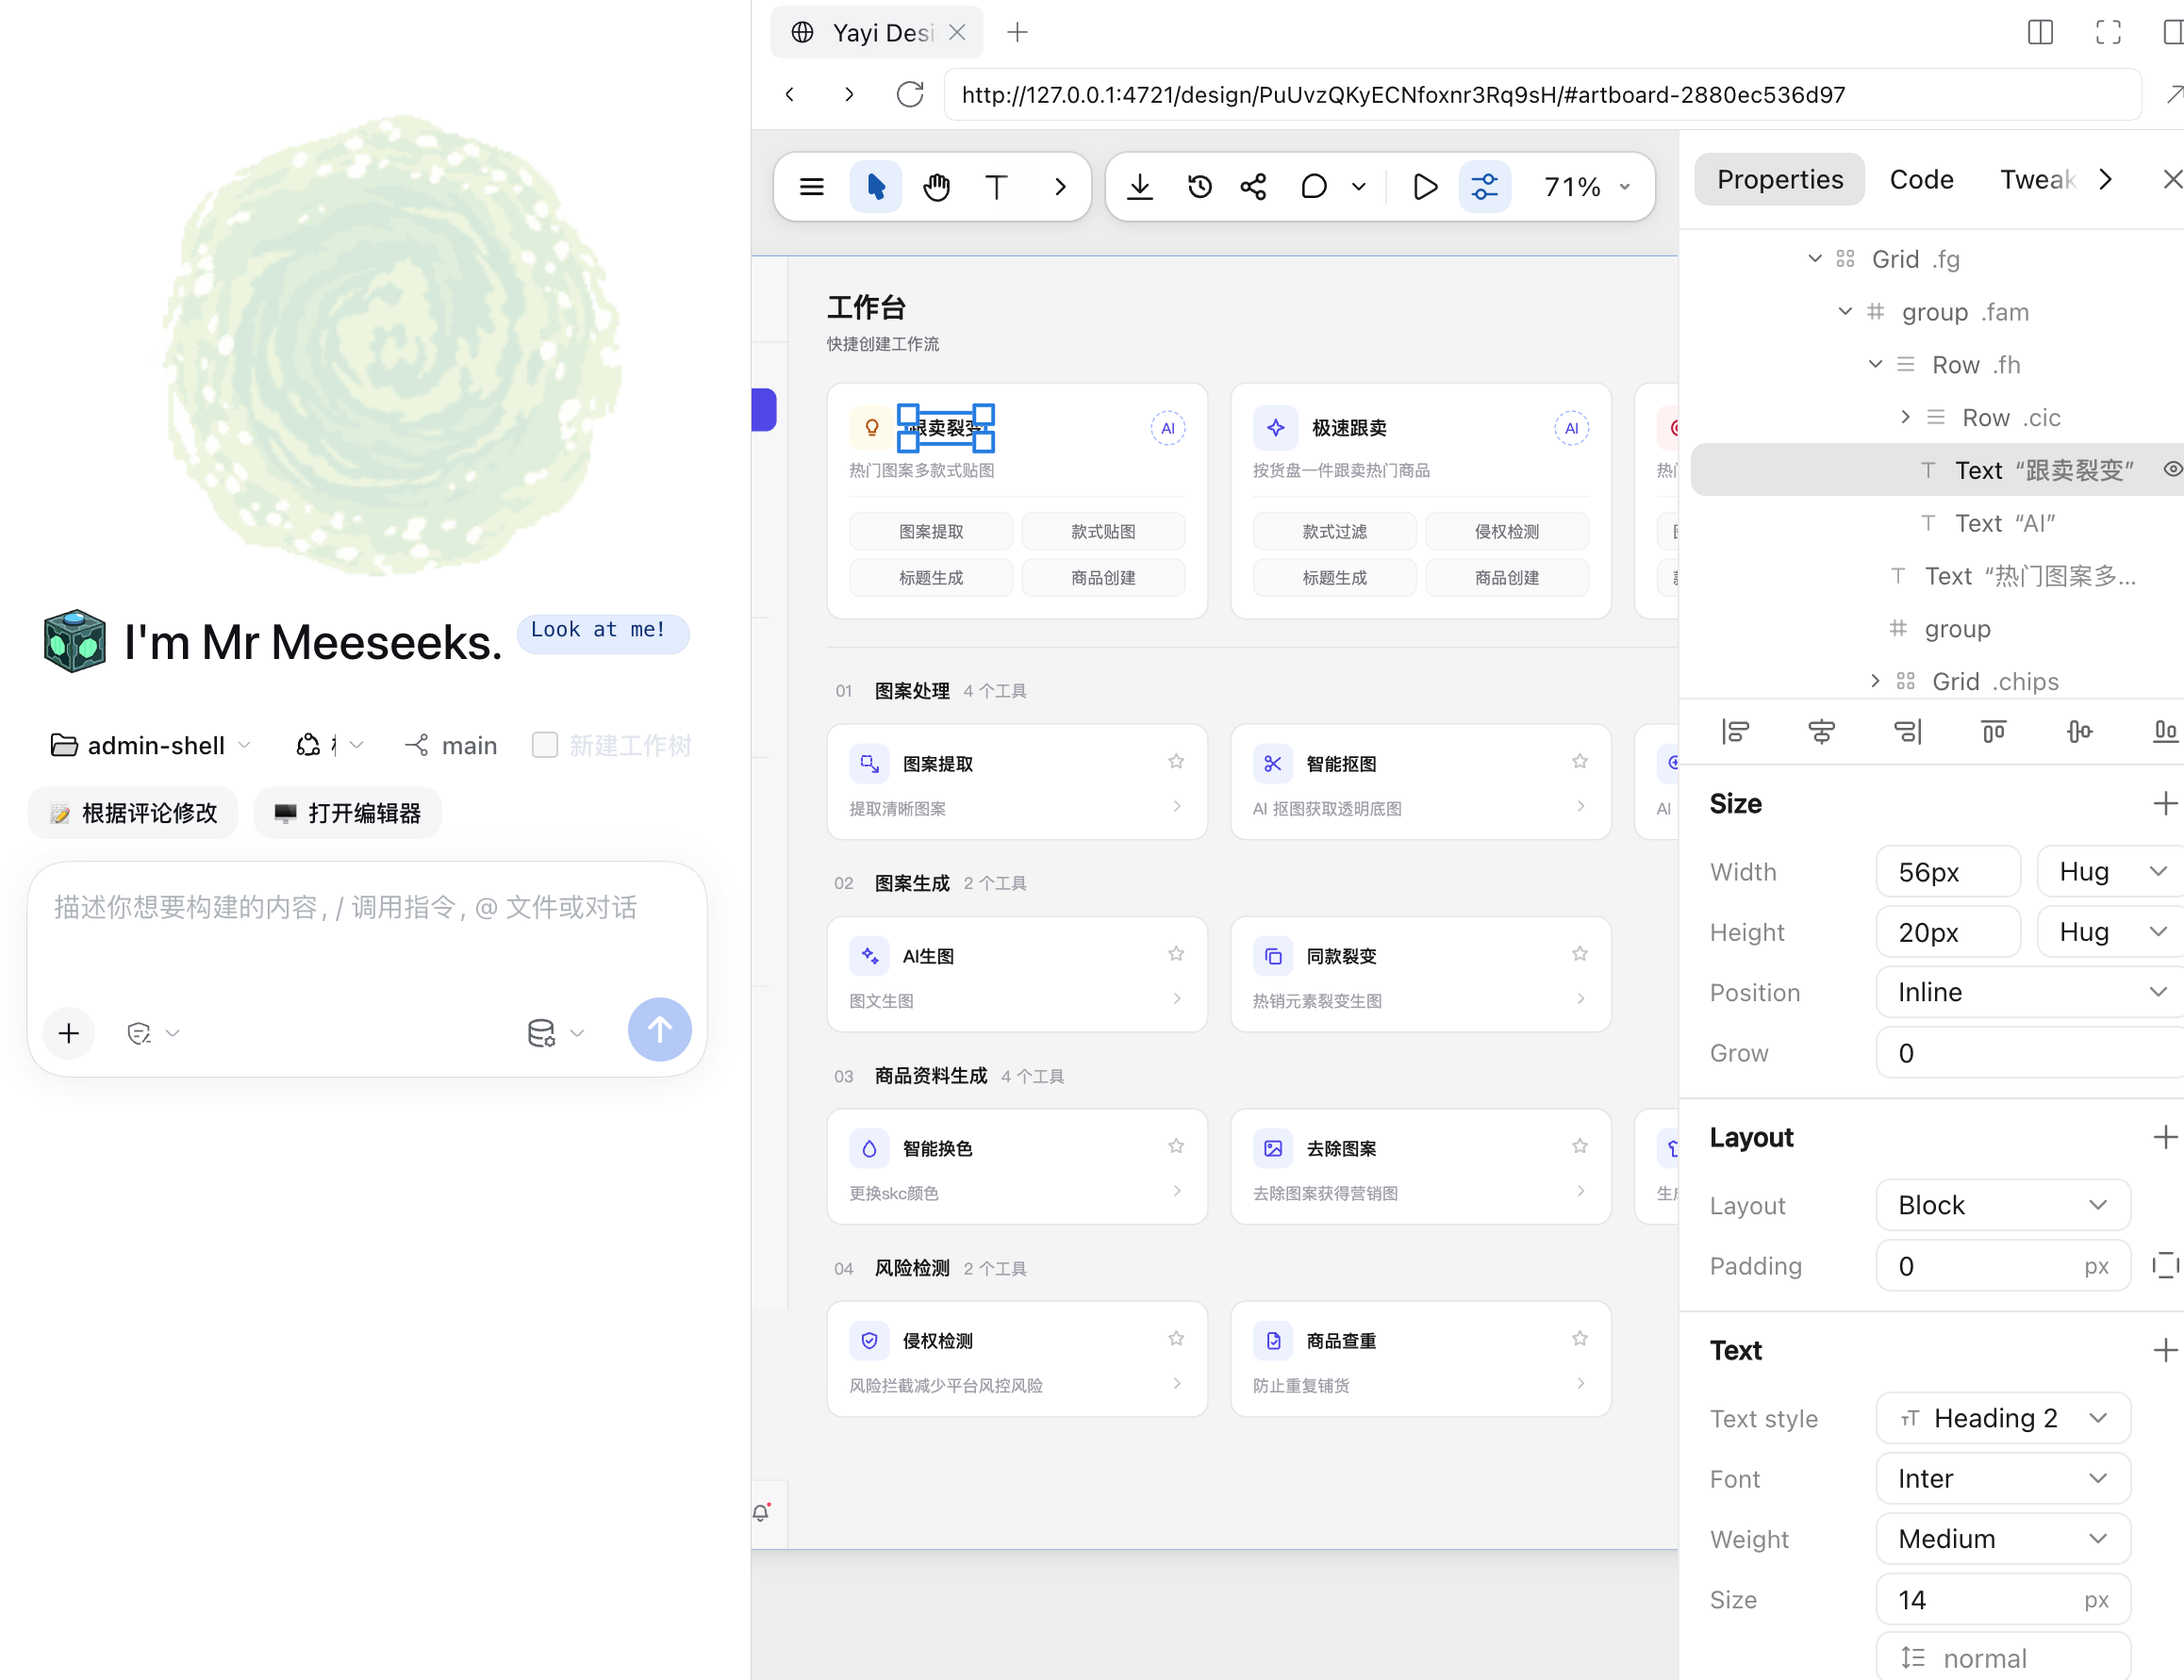 I'm Mr Meeseeks.
Look at me!
admin-shell
main
新建工作树
根据评论修改
打开编辑器
描述你想要构建的内容, / 调用指令, @ 文件或对话
Yayi Desi
http://127.0.0.1:4721/design/PuUvzQKyECNfoxnr3Rq9sH/#artboard-2880ec536d97
71%
工作台
快捷创建工作流
跟卖裂变
AI
热门图案多款式贴图
图案提取
款式贴图
标题生成
商品创建
极速跟卖
AI
按货盘一件跟卖热门商品
款式过滤
侵权检测
标题生成
商品创建
01 图案处理 4 个工具
图案提取
提取清晰图案
智能抠图
AI 抠图获取透明底图
AI
02 图案生成 2 个工具
AI生图
图文生图
同款裂变
热销元素裂变生图
03 商品资料生成 4 个工具
智能换色
更换skc颜色
去除图案
去除图案获得营销图
04 风险检测 2 个工具
侵权检测
风险拦截减少平台风控风险
商品查重
防止重复铺货
Properties
Code
Tweak
Grid .fg
group .fam
Row .fh
Row .cic
Text “跟卖裂变”
Text “AI”
Text “热门图案多...
group
Grid .chips
Size
Width 56px Hug
Height 20px Hug
Position Inline
Grow 0
Layout
Layout Block
Padding 0 px
Text
Text style Heading 2
Font Inter
Weight Medium
Size 14 px
normal